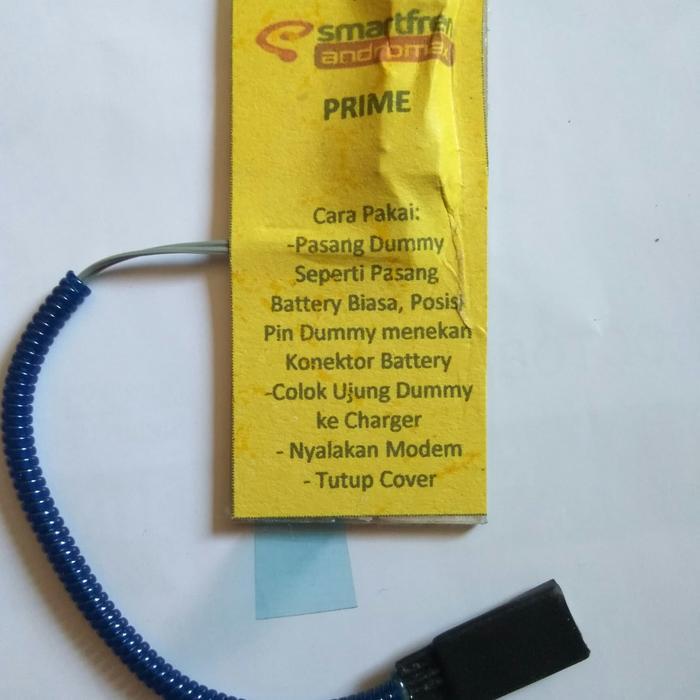 smartfren
andromax
PRIME
Cara Pakai:
-Pasang Dummy
Seperti Pasang
Battery Biasa, Posisi
Pin Dummy menekan
Konektor Battery
-Colok Ujung Dummy
ke Charger
- Nyalakan Modem
- Tutup Cover